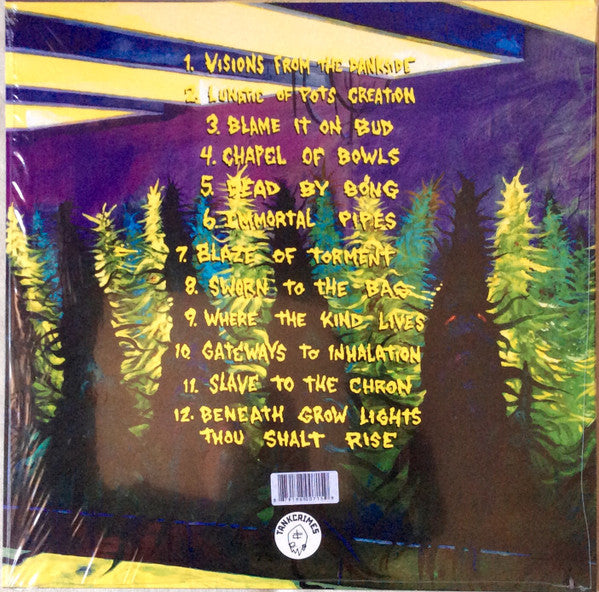 1. VISIONS FROM THE DANKSIDE
2. LUNATIC OF POTS CREATION
3. BLAME IT ON BUD
4. CHAPEL OF BOWLS
5. DEAD BY BONG
6. IMMORTAL PIPES
7. BLAZE OF TORMENT
8. SWORN TO THE BAG
9. WHERE THE KIND LIVES
10. GATEWAYS TO INHALATION
11. SLAVE TO THE CHRON
12. BENEATH GROW LIGHTS
THOU SHALT RISE
TANKCRIMES